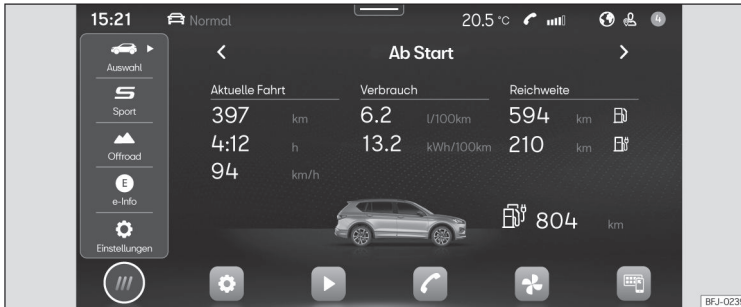 15:21 Normal 20.5 °C 4
Auswahl
Sport
Offroad
E
e-Info
Einstellungen
Ab Start
Aktuelle Fahrt Verbrauch Reichweite
397 km 6.2 l/100km 594 km
4:12 h 13.2 kWh/100km 210 km
94 km/h
804 km
BFJ-0239